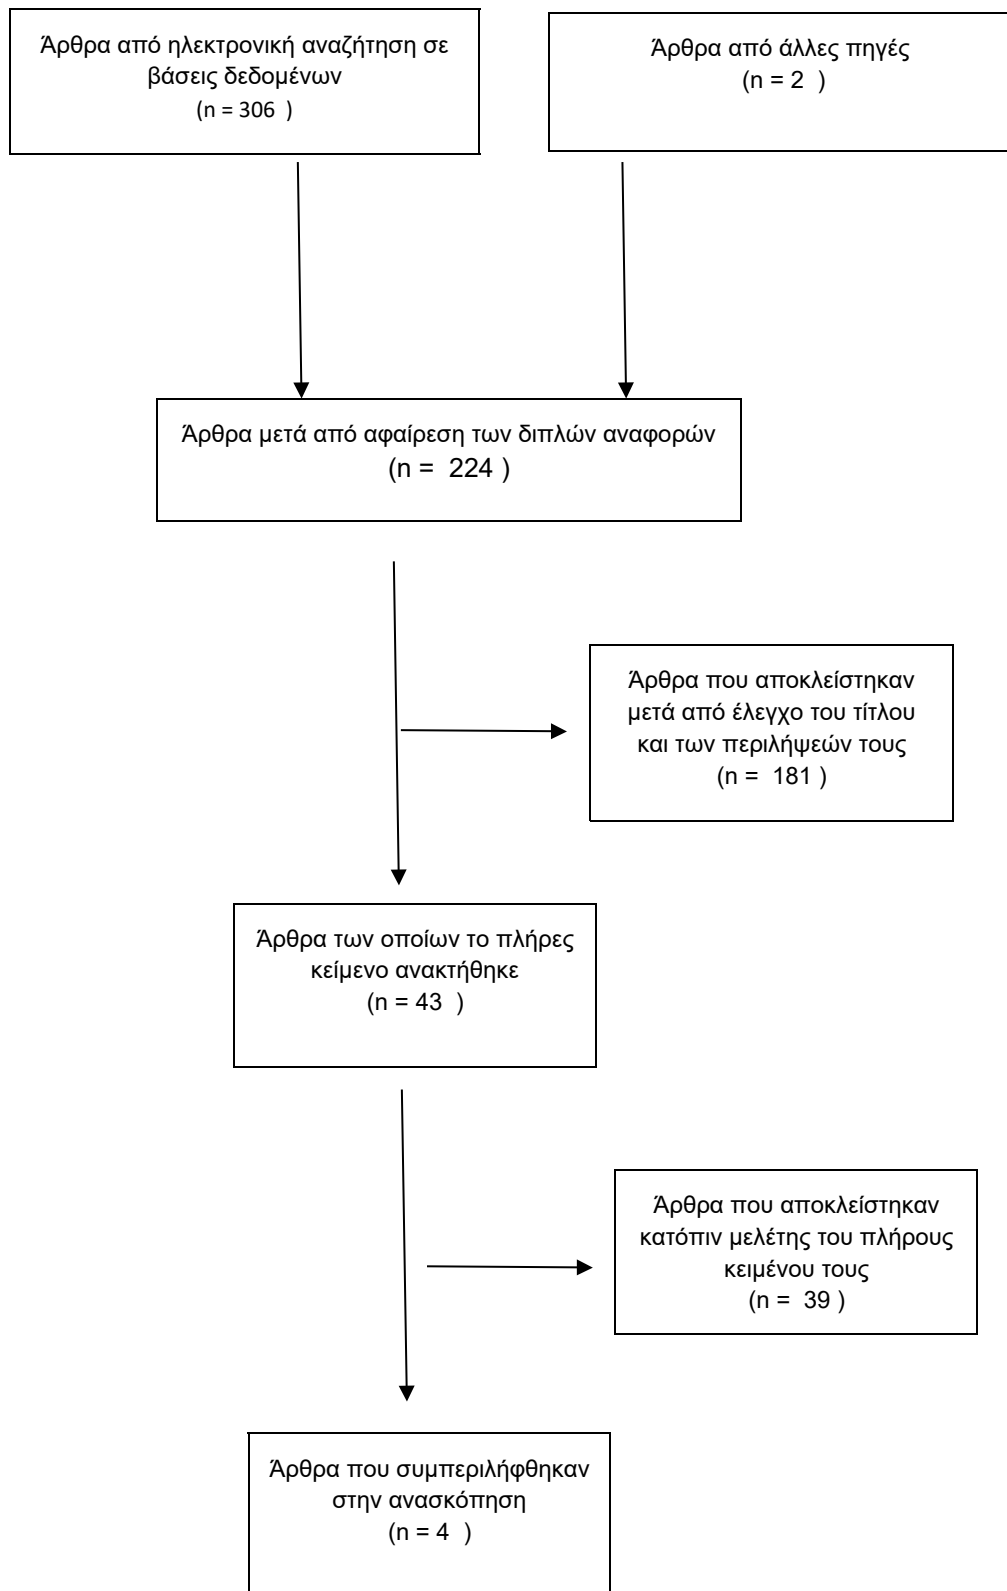 Άρθρα από ηλεκτρονική αναζήτηση σε
βάσεις δεδομένων
(n = 306 )
Άρθρα από άλλες πηγές
(n = 2 )
Άρθρα μετά από αφαίρεση των διπλών αναφορών
(n = 224 )
Άρθρα που αποκλείστηκαν
μετά από έλεγχο του τίτλου
και των περιλήψεών τους
(n = 181 )
Άρθρα των οποίων το πλήρες
κείμενο ανακτήθηκε
(n = 43 )
Άρθρα που αποκλείστηκαν
κατόπιν μελέτης του πλήρους
κειμένου τους
(n = 39 )
Άρθρα που συμπεριλήφθηκαν
στην ανασκόπηση
(n = 4 )